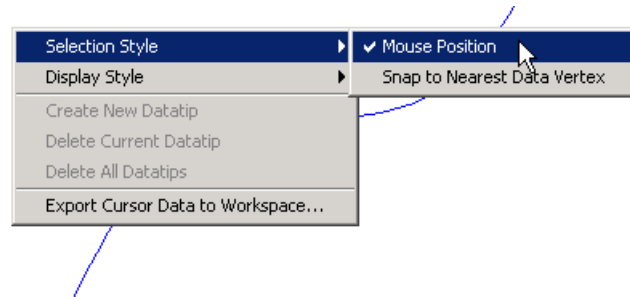 Selection Style
Mouse Position
Display Style
Snap to Nearest Data Vertex
Create New Datatip
Delete Current Datatip
Delete All Datatips
Export Cursor Data to Workspace...